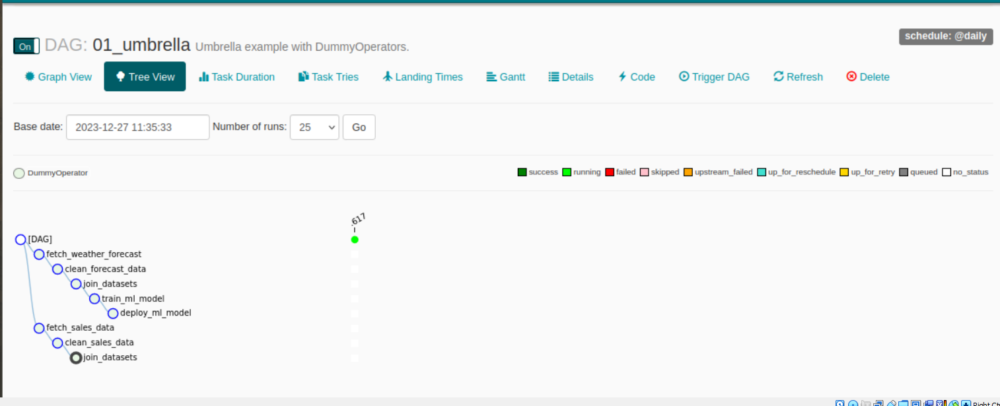 On DAG: 01_umbrella Umbrella example with DummyOperators.
schedule: @daily
Graph View Tree View Task Duration Task Tries Landing Times Gantt Details Code Trigger DAG Refresh Delete
Base date: 2023-12-27 11:35:33 Number of runs: 25 Go
DummyOperator
success running failed skipped upstream_failed up_for_reschedule up_for_retry queued no_status
.617
[DAG]
fetch_weather_forecast
clean_forecast_data
join_datasets
train_ml_model
deploy_ml_model
fetch_sales_data
clean_sales_data
join_datasets